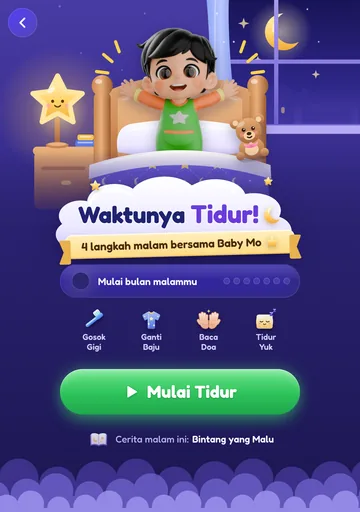 Waktunya Tidur!
4 langkah malam bersama Baby Mo
Mulai bulan malammu
Gosok Gigi
Ganti Baju
Baca Doa
Tidur Yuk
Mulai Tidur
Cerita malam ini: Bintang yang Malu